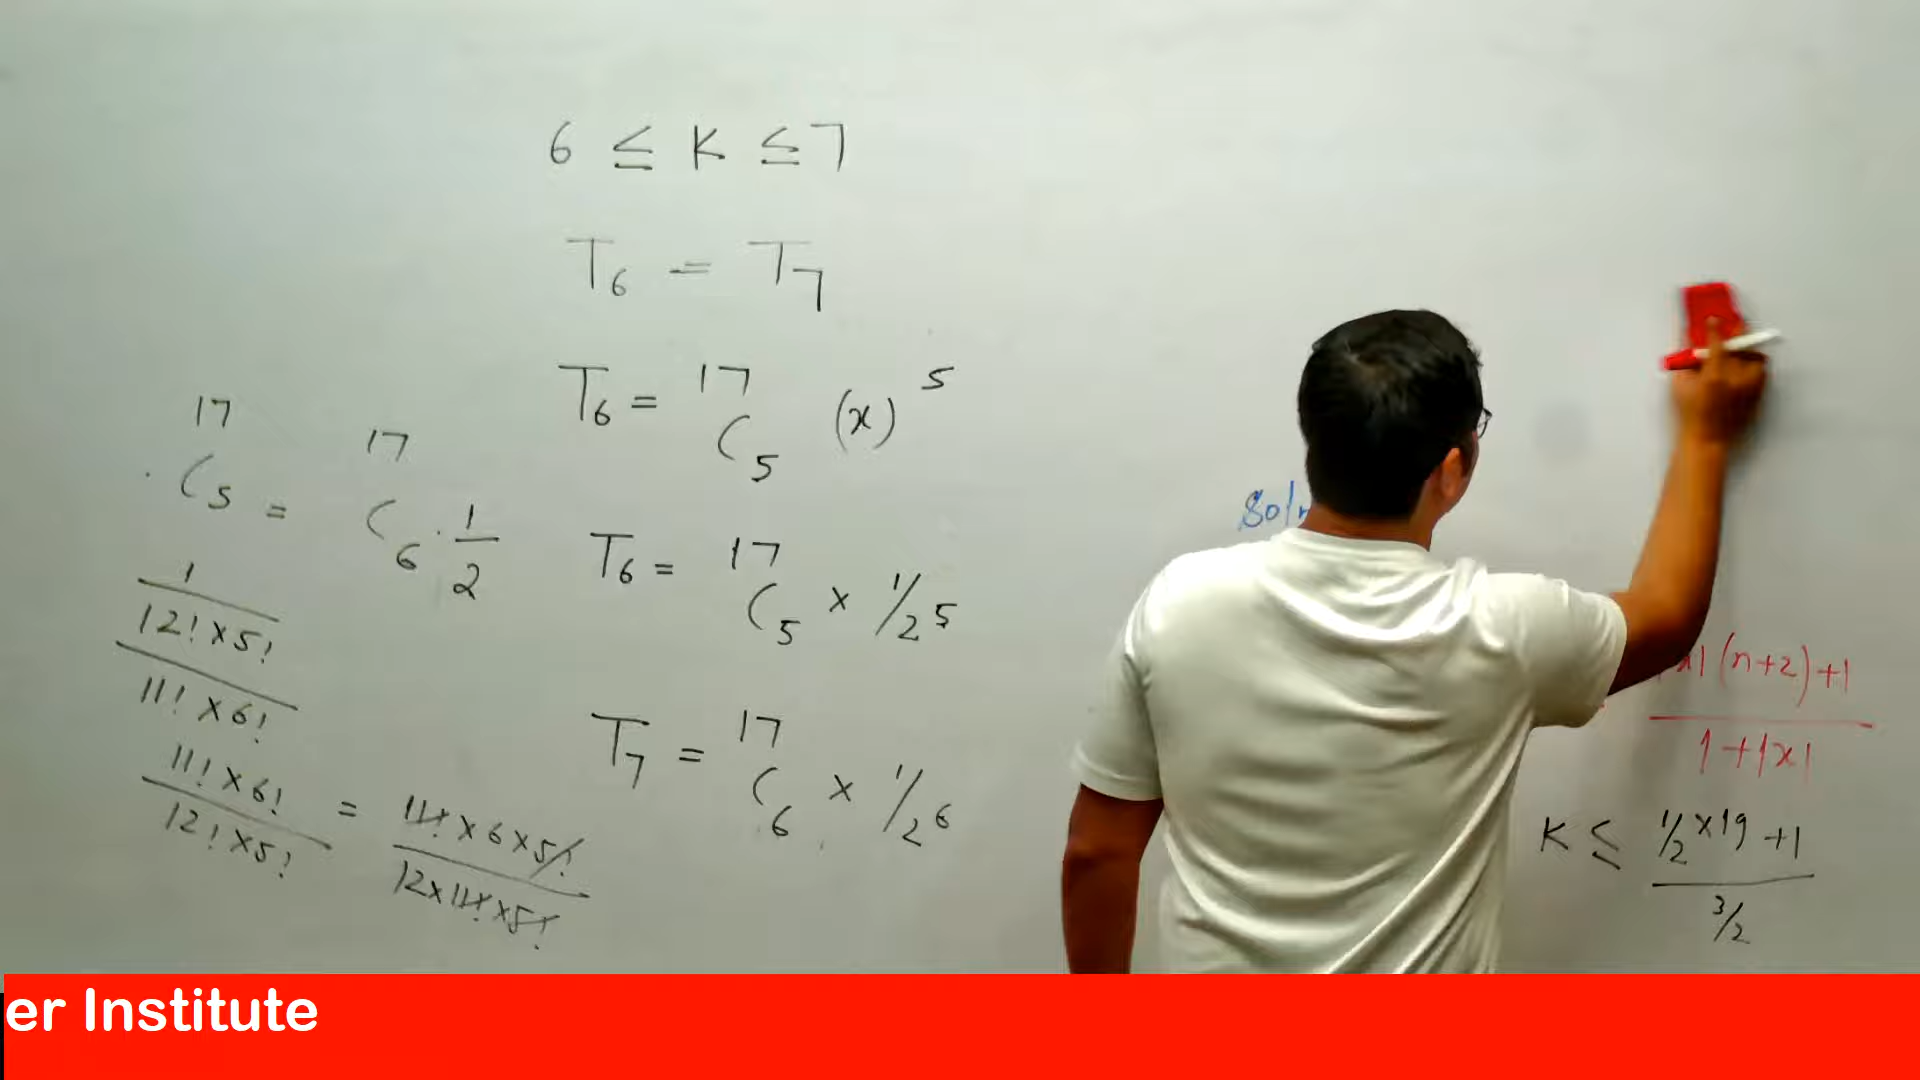 6 ≤ K ≤ 7
T₆ = T₇
T₆ = ¹⁷C₅ (x)⁵
¹⁷C₅ = ¹⁷C₆ · 1/2
T₆ = ¹⁷C₅ × 1/2⁵
1/(12! × 5!)
11! × 6!
T₇ = ¹⁷C₆ × 1/2⁶
(11! × 6!)/(12! × 5!) = (11! × 6 × 5!)/(12 × 11! × 5!)
Soln
x|(n+2)+1
1+|x|
K ≤ (1/2 × 19 + 1)/(3/2)
er Institute